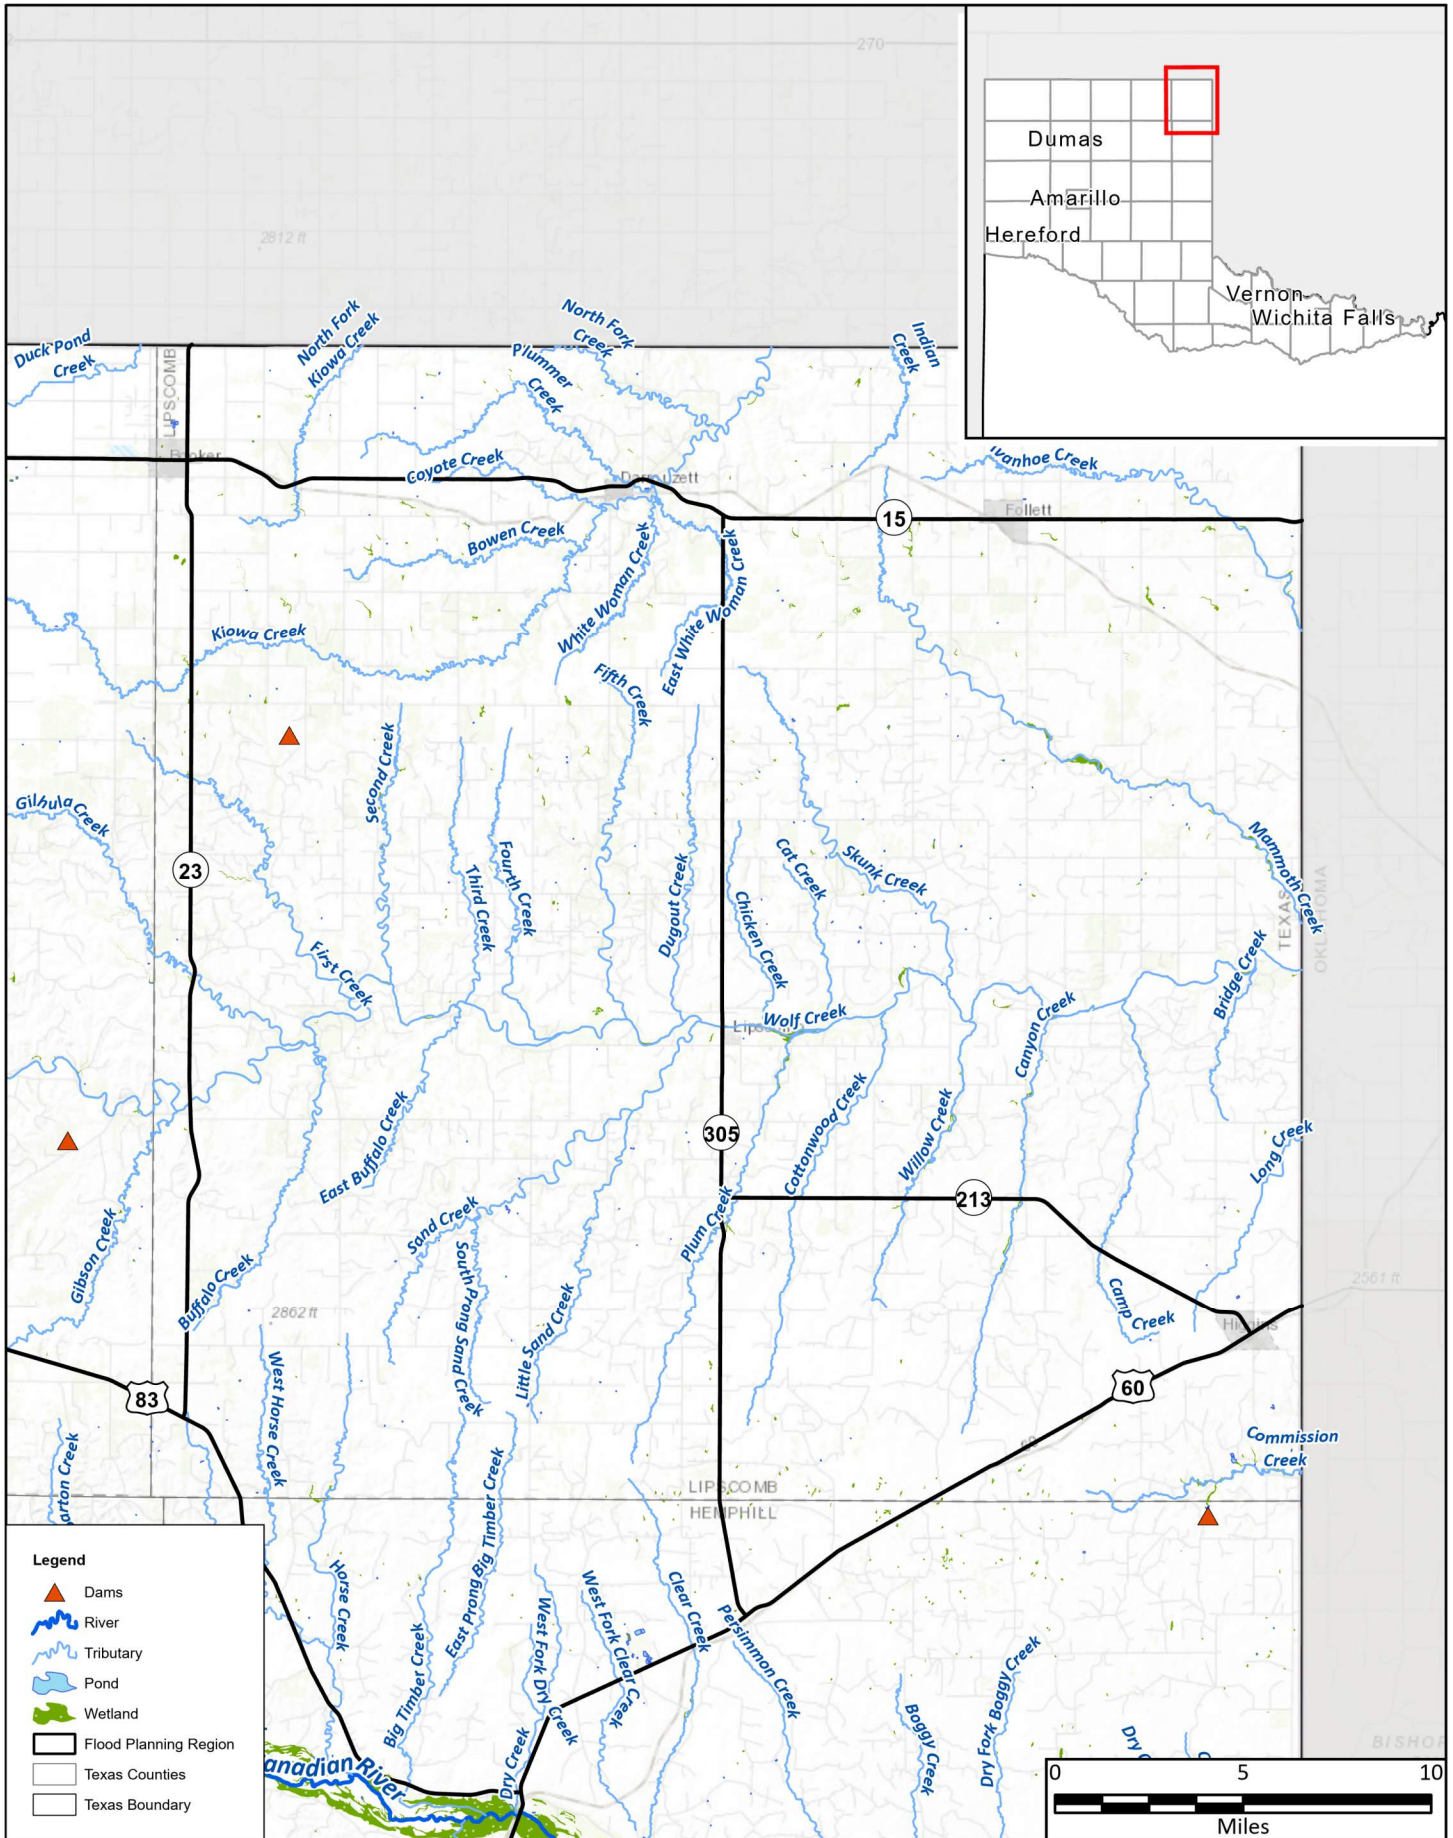 270
2812 ft
Dumas
Amarillo
Hereford
Vernon
Wichita Falls
Duck Pond
Creek
LIPSCOMB
North Fork
Kiowa Creek
North Fork
Creek
Plummer
Creek
Indian
Creek
Booker
Coyote Creek
Darrouzett
Ivanhoe Creek
Follett
15
Bowen Creek
White Woman Creek
East White Woman Creek
Kiowa Creek
Fifth Creek
Second Creek
Gilhula Creek
23
Third Creek
Fourth Creek
Dugout Creek
Chicken Creek
Cat Creek
Skunk Creek
Mammoth Creek
TEXAS
OKLAHOMA
First Creek
Bridge Creek
Wolf Creek
Canyon Creek
East Buffalo Creek
305
Cottonwood Creek
Willow Creek
Long Creek
213
Sand Creek
Plum Creek
Gibson Creek
Buffalo Creek
South Prong Sand Creek
Little Sand Creek
2862 ft
2561 ft
Camp
Creek
Higgins
West Horse Creek
83
60
Commission
Creek
arton Creek
LIPSCOMB
HEMPHILL
East Prong Big Timber Creek
Horse Creek
Big Timber Creek
West Fork Dry Creek
West Fork Clear Creek
Clear Creek
Persimmon Creek
Boggy Creek
Dry Fork Boggy Creek
Dry Creek
anadian River
Dry C
C
BISHOP
Legend
Dams
River
Tributary
Pond
Wetland
Flood Planning Region
Texas Counties
Texas Boundary
0 5 10
Miles